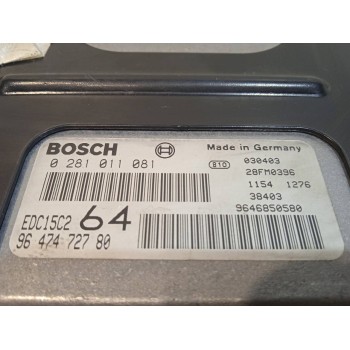 BOSCH
Made in Germany
0 281 011 081
B10
030403
28FM0396
1154 1276
38403
9646850580
EDC15C2 64
96 474 727 80